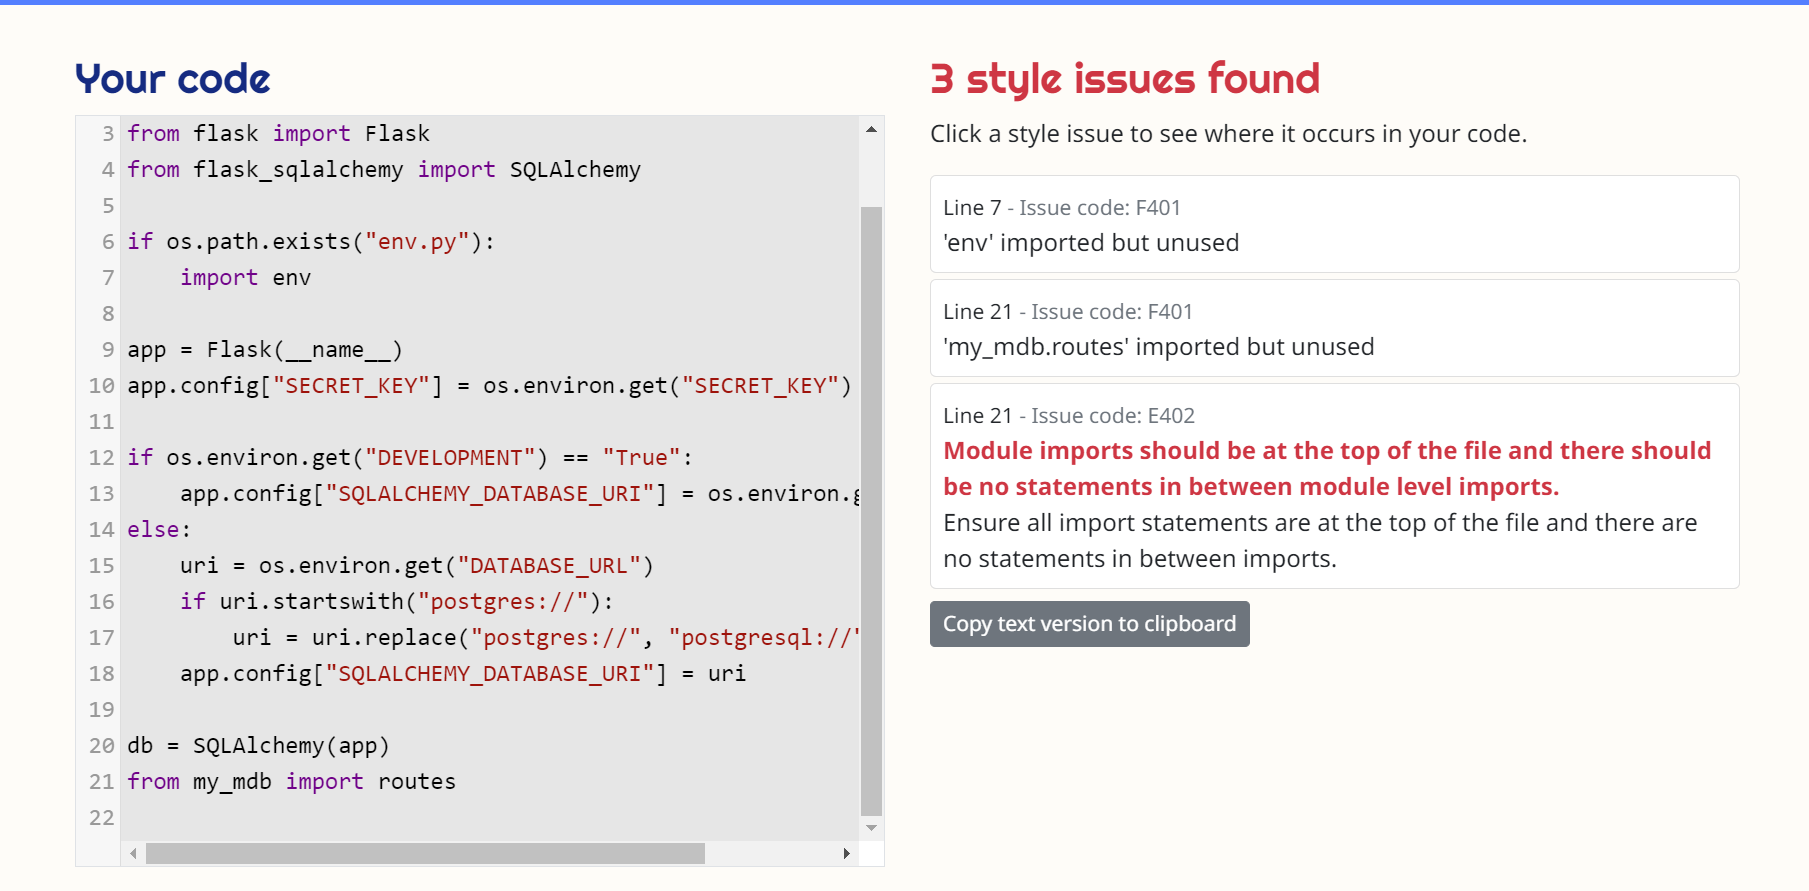 Your code
3 from flask import Flask
4 from flask_sqlalchemy import SQLAlchemy
5
6 if os.path.exists("env.py"):
7     import env
8
9 app = Flask(__name__)
10 app.config["SECRET_KEY"] = os.environ.get("SECRET_KEY")
11
12 if os.environ.get("DEVELOPMENT") == "True":
13     app.config["SQLALCHEMY_DATABASE_URI"] = os.environ.g
14 else:
15     uri = os.environ.get("DATABASE_URL")
16     if uri.startswith("postgres://"):
17         uri = uri.replace("postgres://", "postgresql://"
18     app.config["SQLALCHEMY_DATABASE_URI"] = uri
19
20 db = SQLAlchemy(app)
21 from my_mdb import routes
22
3 style issues found
Click a style issue to see where it occurs in your code.
Line 7 - Issue code: F401
'env' imported but unused
Line 21 - Issue code: F401
'my_mdb.routes' imported but unused
Line 21 - Issue code: E402
Module imports should be at the top of the file and there should
be no statements in between module level imports.
Ensure all import statements are at the top of the file and there are
no statements in between imports.
Copy text version to clipboard